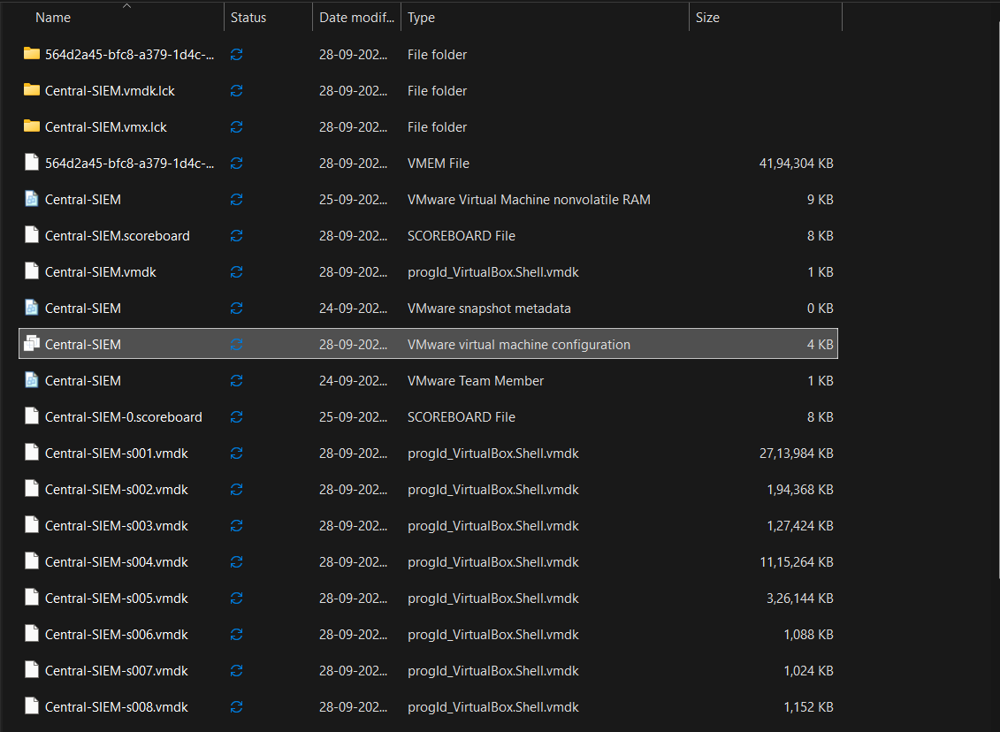 Name Status Date modif... Type Size
564d2a45-bfc8-a379-1d4c-... 28-09-202... File folder
Central-SIEM.vmdk.lck 28-09-202... File folder
Central-SIEM.vmx.lck 28-09-202... File folder
564d2a45-bfc8-a379-1d4c-... 28-09-202... VMEM File 41,94,304 KB
Central-SIEM 25-09-202... VMware Virtual Machine nonvolatile RAM 9 KB
Central-SIEM.scoreboard 28-09-202... SCOREBOARD File 8 KB
Central-SIEM.vmdk 28-09-202... progId_VirtualBox.Shell.vmdk 1 KB
Central-SIEM 24-09-202... VMware snapshot metadata 0 KB
Central-SIEM 28-09-202... VMware virtual machine configuration 4 KB
Central-SIEM 24-09-202... VMware Team Member 1 KB
Central-SIEM-0.scoreboard 25-09-202... SCOREBOARD File 8 KB
Central-SIEM-s001.vmdk 28-09-202... progId_VirtualBox.Shell.vmdk 27,13,984 KB
Central-SIEM-s002.vmdk 28-09-202... progId_VirtualBox.Shell.vmdk 1,94,368 KB
Central-SIEM-s003.vmdk 28-09-202... progId_VirtualBox.Shell.vmdk 1,27,424 KB
Central-SIEM-s004.vmdk 28-09-202... progId_VirtualBox.Shell.vmdk 11,15,264 KB
Central-SIEM-s005.vmdk 28-09-202... progId_VirtualBox.Shell.vmdk 3,26,144 KB
Central-SIEM-s006.vmdk 28-09-202... progId_VirtualBox.Shell.vmdk 1,088 KB
Central-SIEM-s007.vmdk 28-09-202... progId_VirtualBox.Shell.vmdk 1,024 KB
Central-SIEM-s008.vmdk 28-09-202... progId_VirtualBox.Shell.vmdk 1,152 KB